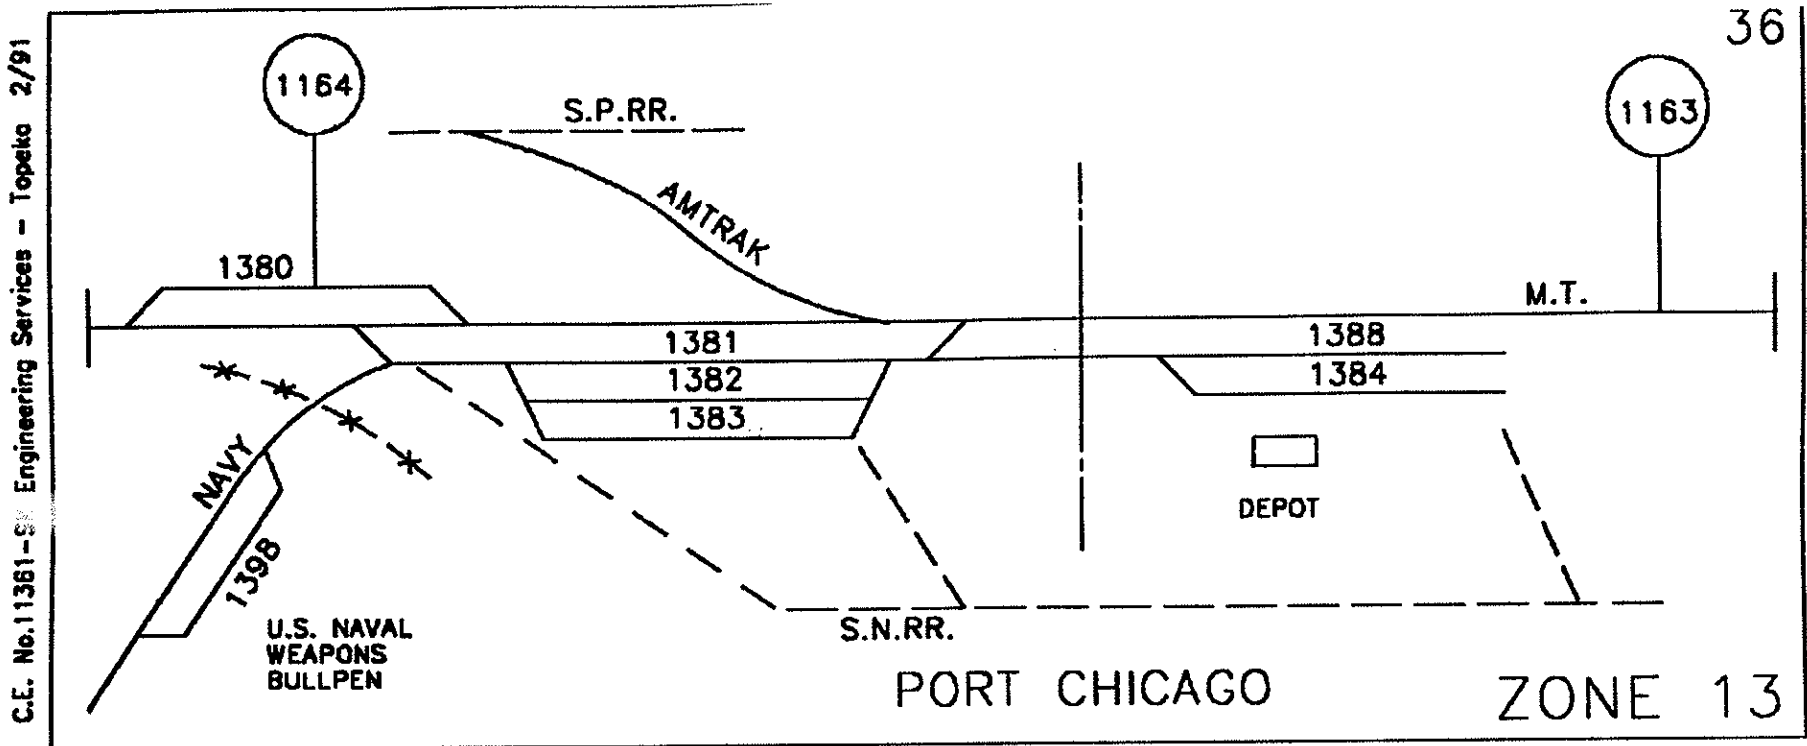 36
1164
S.P.RR.
1163
AMTRAK
1380
M.T.
1381
1388
1382
1384
1383
NAVY
DEPOT
1398
U.S. NAVAL
WEAPONS
BULLPEN
S.N.RR.
PORT CHICAGO
ZONE 13
C.E. No.11361-S Engineering Services - Topeka 2/91